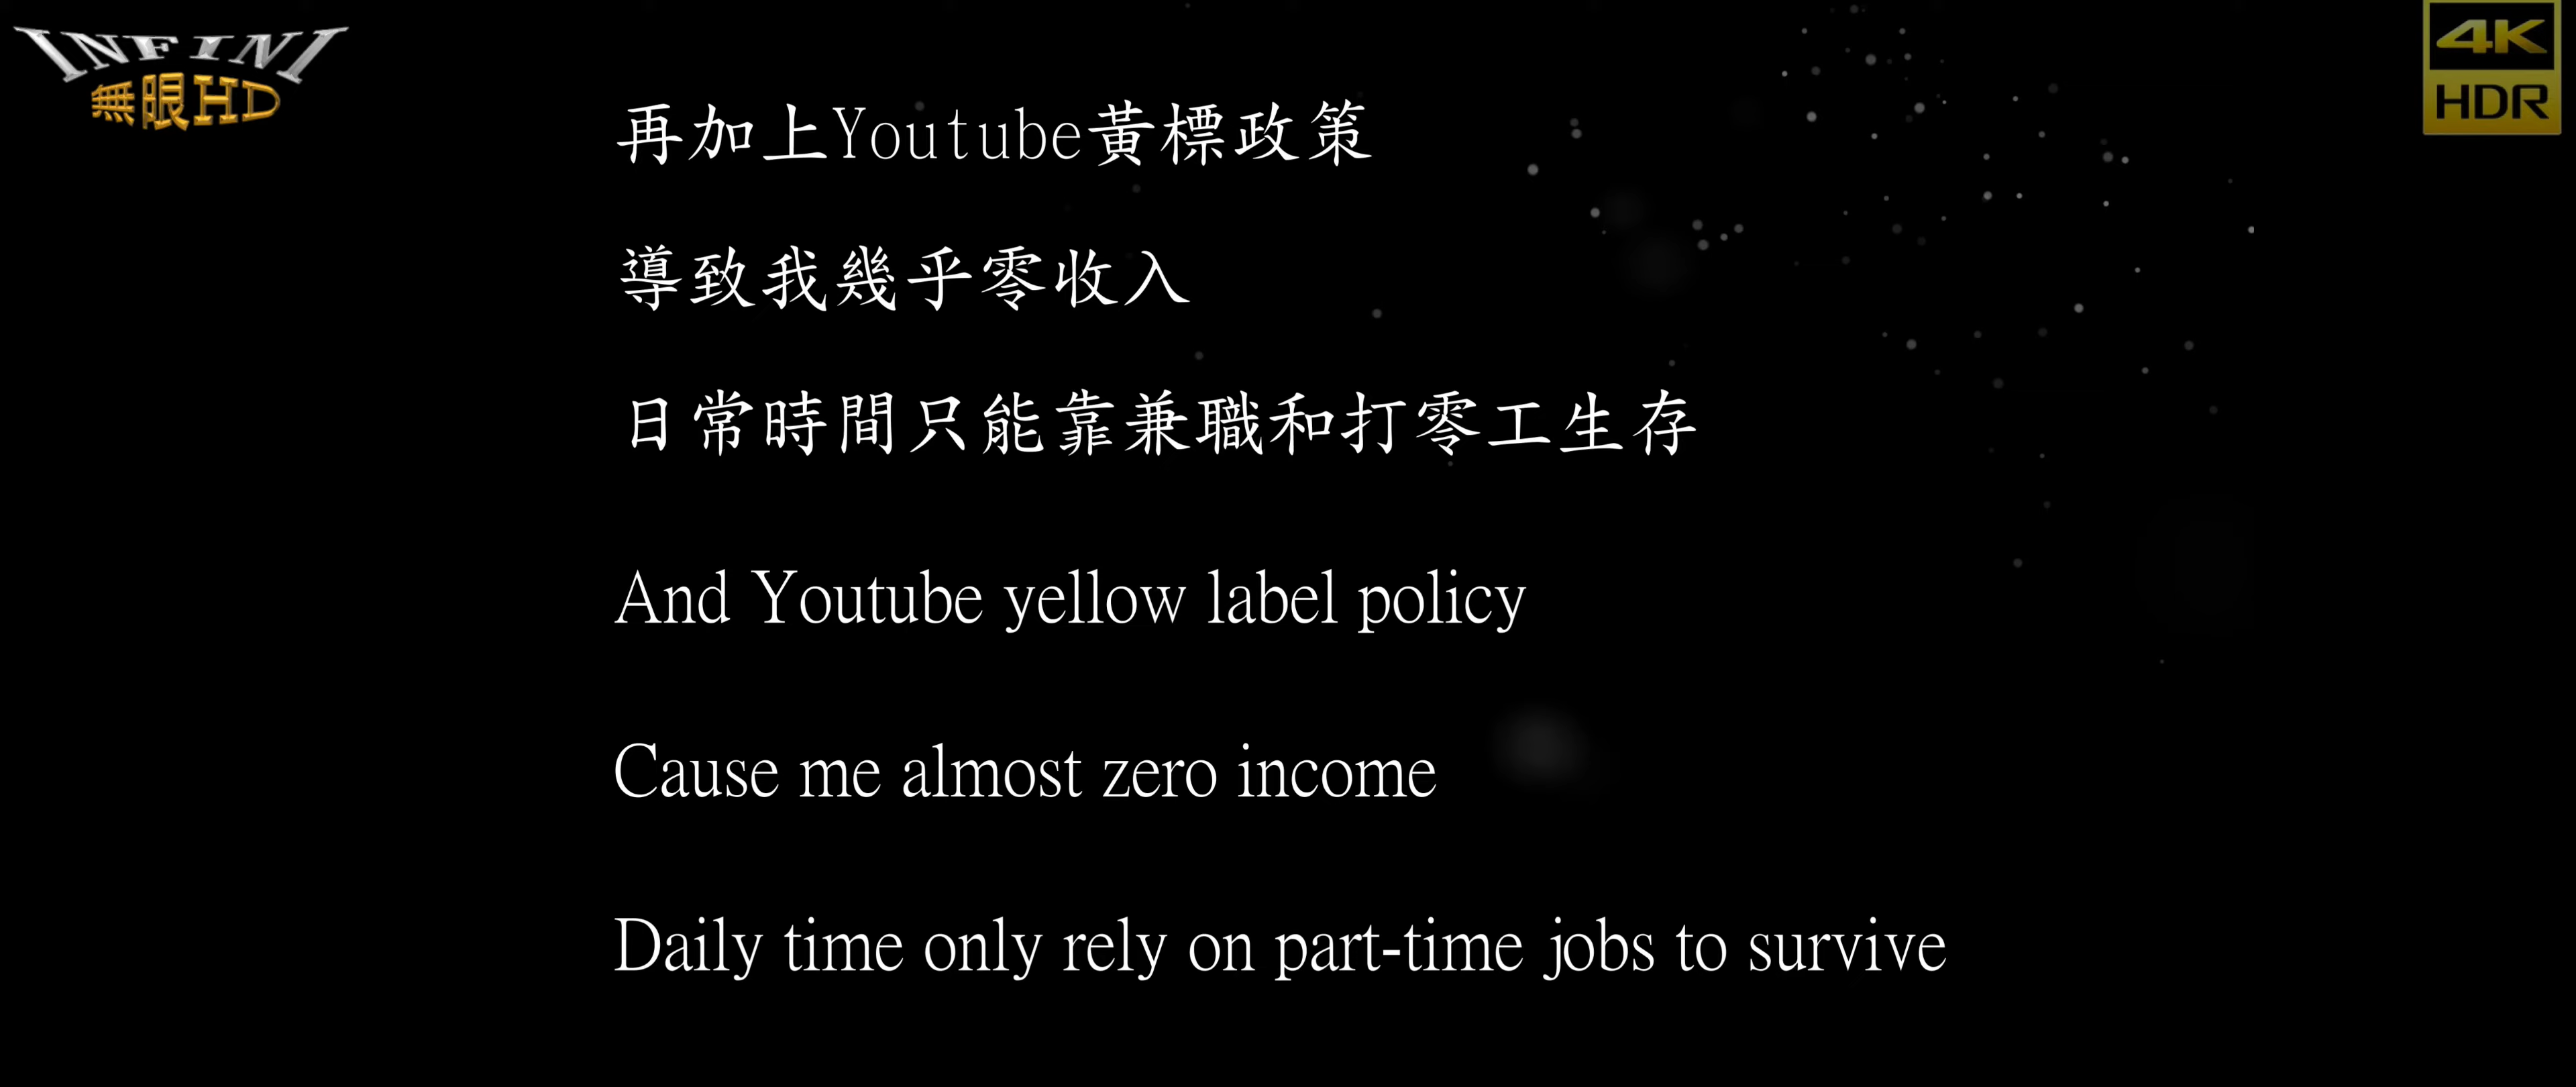 INFINI
無限HD
4K
HDR
再加上Youtube黃標政策
導致我幾乎零收入
日常時間只能靠兼職和打零工生存
And Youtube yellow label policy
Cause me almost zero income
Daily time only rely on part-time jobs to survive